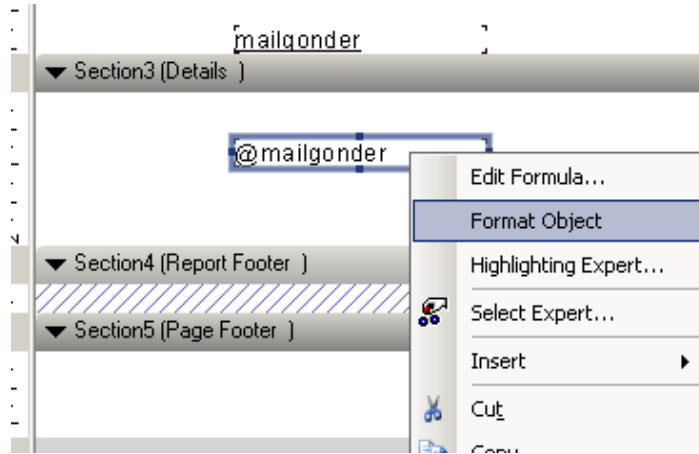 mailgonder
Section3 (Details )
@mailgonder
Edit Formula...
Format Object
Section4 (Report Footer )
Highlighting Expert...
Select Expert...
Section5 (Page Footer )
Insert
Cut
Copy